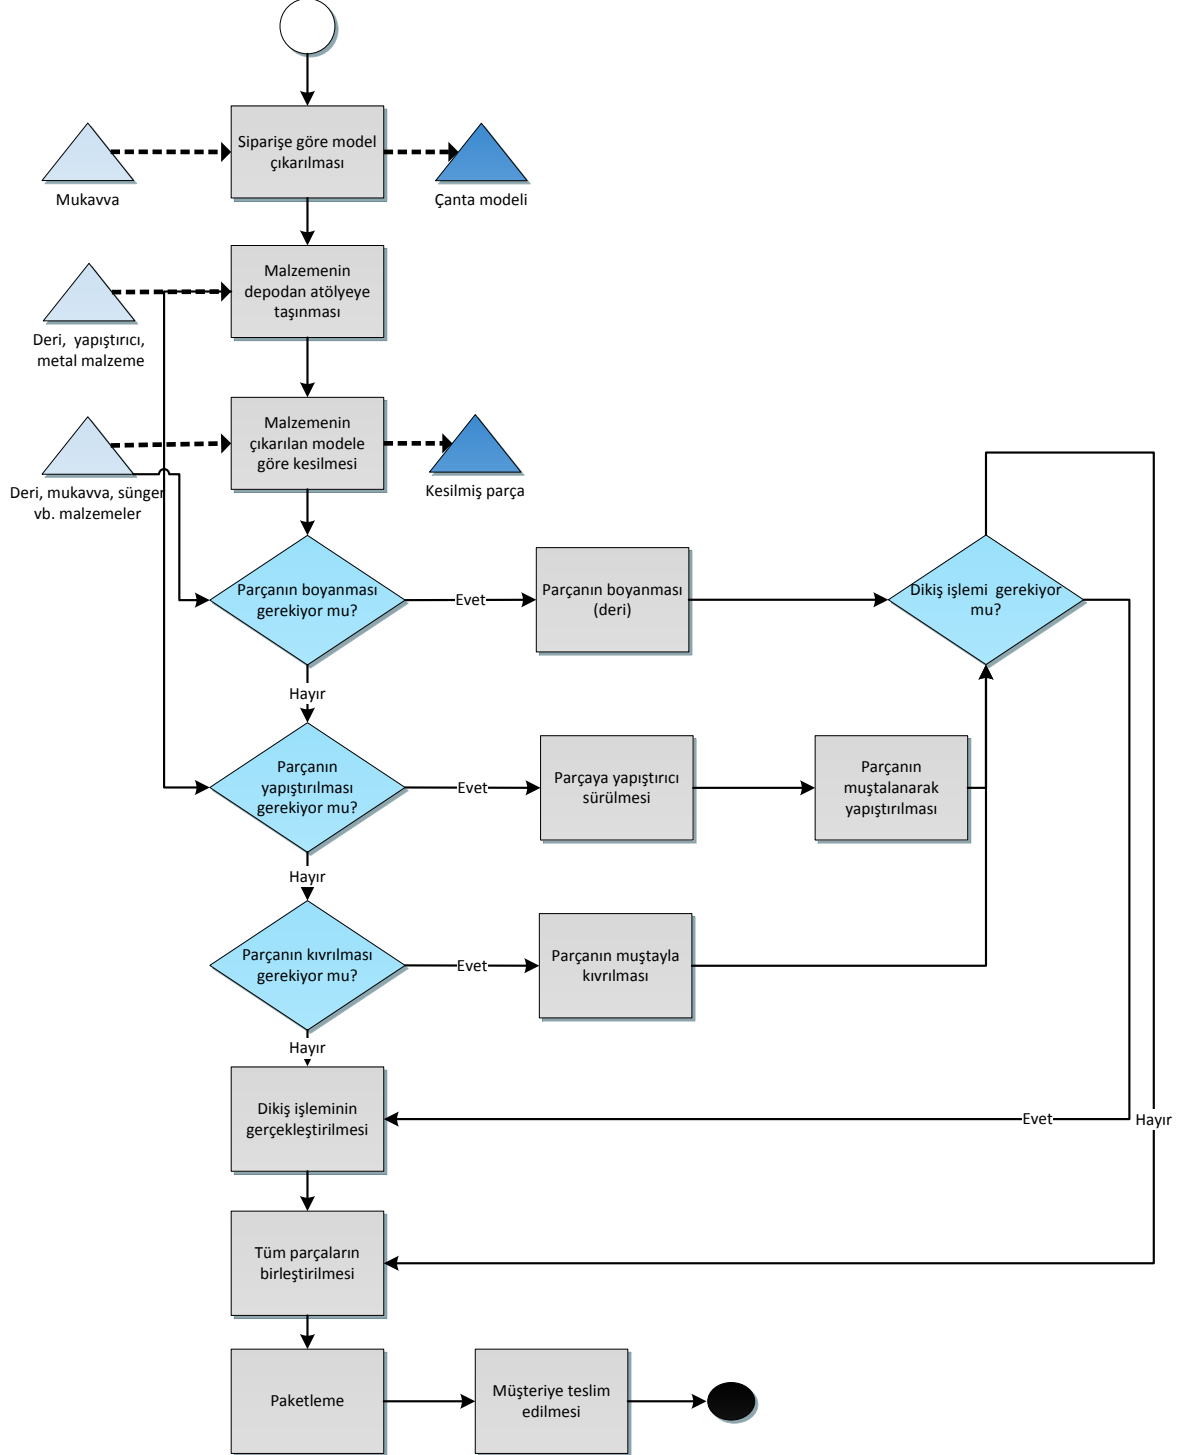 Siparişe göre model
çıkarılması
Mukavva
Çanta modeli
Malzemenin
depodan atölyeye
taşınması
Deri, yapıştırıcı,
metal malzeme
Malzemenin
çıkarılan modele
göre kesilmesi
Deri, mukavva, sünger
vb. malzemeler
Kesilmiş parça
Parçanın boyanması
gerekiyor mu?
Evet
Parçanın boyanması
(deri)
Dikiş işlemi gerekiyor
mu?
Hayır
Parçanın
yapıştırılması
gerekiyor mu?
Evet
Parçaya yapıştırıcı
sürülmesi
Parçanın
muştalanarak
yapıştırılması
Hayır
Parçanın kıvrılması
gerekiyor mu?
Evet
Parçanın muştayla
kıvrılması
Hayır
Dikiş işleminin
gerçekleştirilmesi
Evet
Hayır
Tüm parçaların
birleştirilmesi
Paketleme
Müşteriye teslim
edilmesi